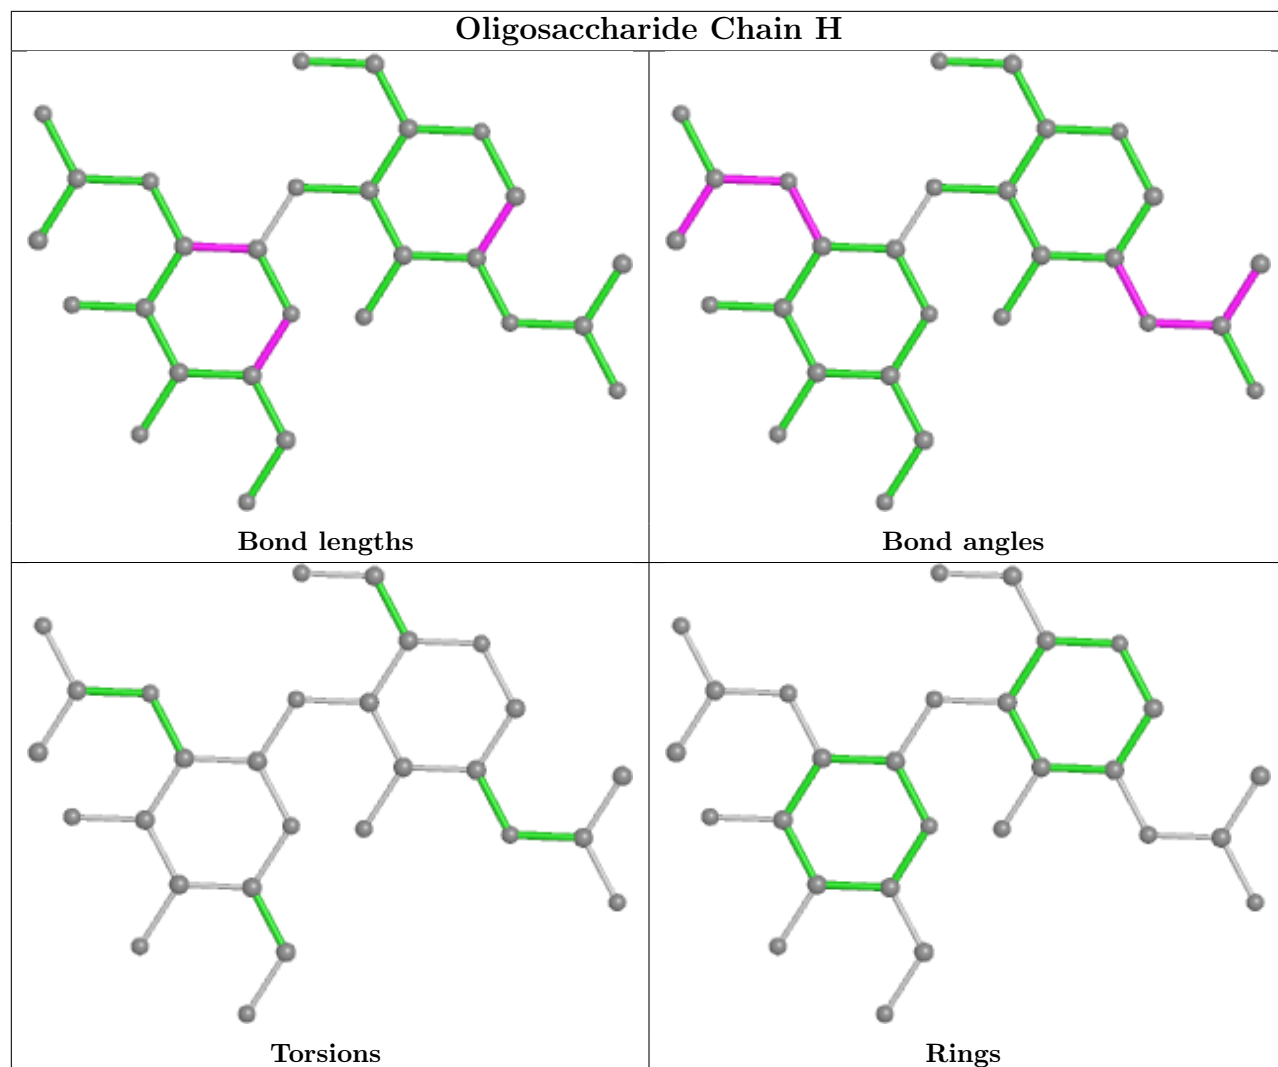 Oligosaccharide Chain H
Bond lengths
Bond angles
Torsions
Rings